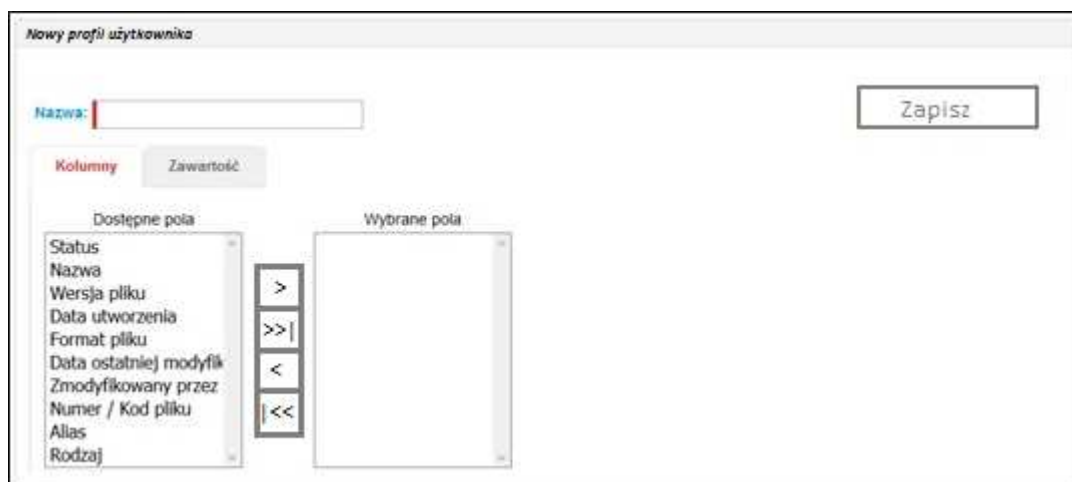 Nowy profil użytkownika
Nazwa:
Zapisz
Kolumny Zawartość
Dostępne pola Wybrane pola
Status
Nazwa
Wersja pliku
Data utworzenia
Format pliku
Data ostatniej modyfik
Zmodyfikowany przez
Numer / Kod pliku
Alias
Rodzaj
>
>>|
<
|<<